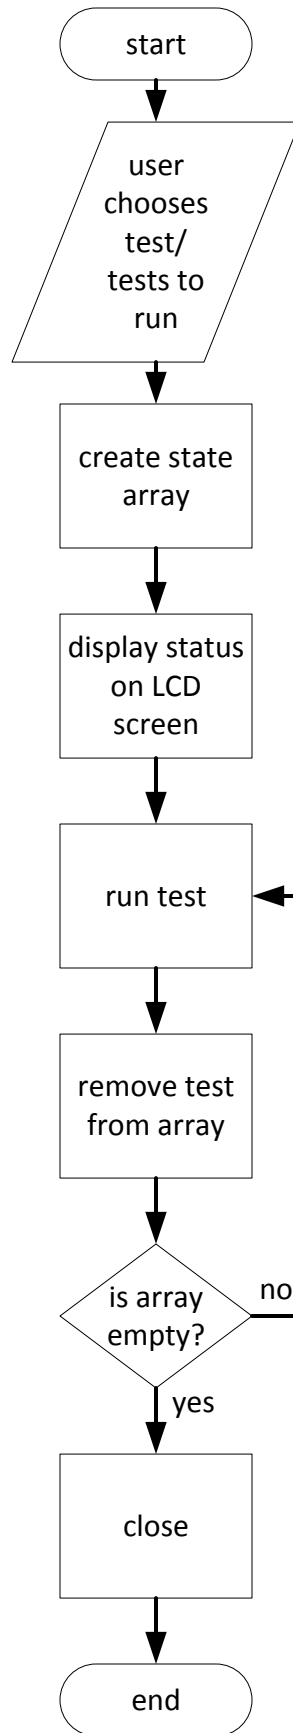 start
user
chooses
test/
tests to
run
create state
array
display status
on LCD
screen
run test
remove test
from array
is array
empty?
no
yes
close
end